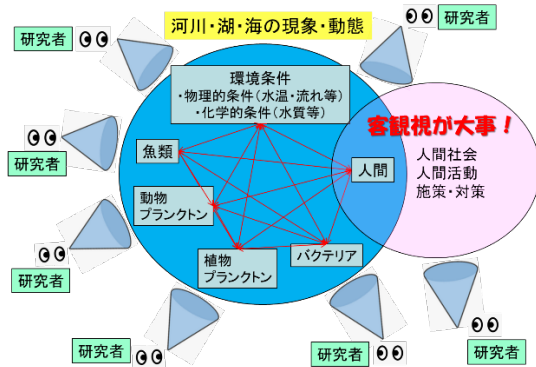 河川・湖・海の現象・動態
研究者
研究者
環境条件
・物理的条件（水温・流れ等）
・化学的条件（水質等）
客観視が大事！
研究者
魚類
人間
人間社会
人間活動
施策・対策
動物
プランクトン
植物
プランクトン
バクテリア
研究者
研究者
研究者
研究者